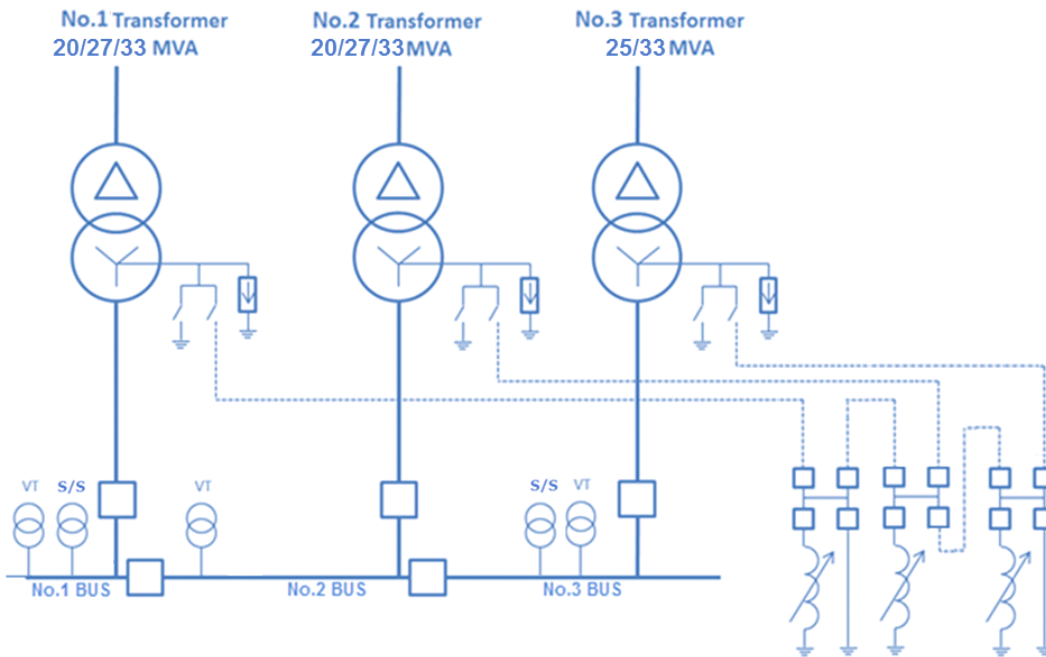 No.1 Transformer
20/27/33 MVA
No.2 Transformer
20/27/33 MVA
No.3 Transformer
25/33 MVA
VT
S/S
VT
S/S
VT
No.1 BUS
No.2 BUS
No.3 BUS